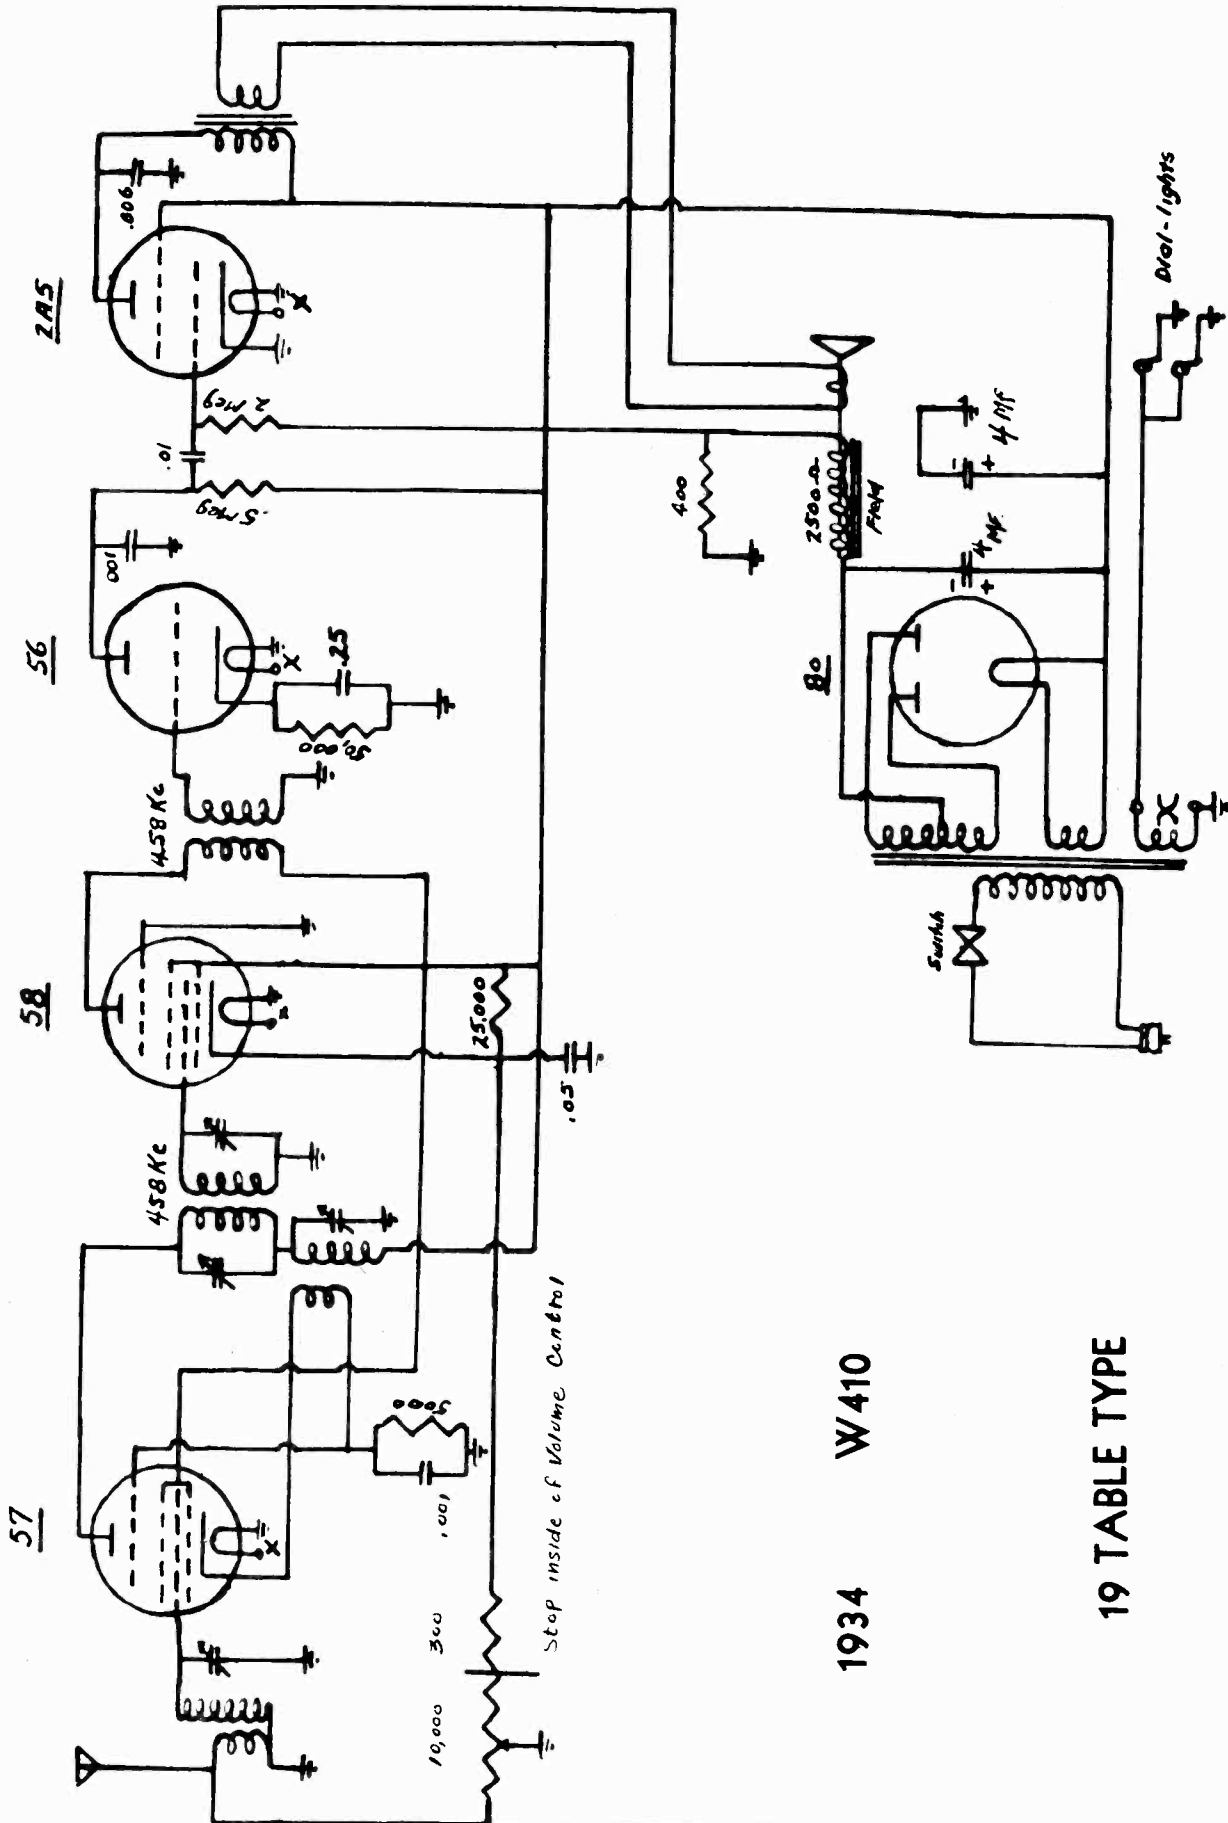 57
58
56
2A5
458 Kc
458 Kc
.006
.01
2 Meg
.5 Meg
.001
.25
50,000
X
X
X
x
5000
.001
25,000
.05
10,000
300
Stop inside of Volume Control
400
2500 Ω
Field
4 Mf
4 Mf
-
+
-
+
80
Switch
X
Dial-lights
1934 W410
19 TABLE TYPE